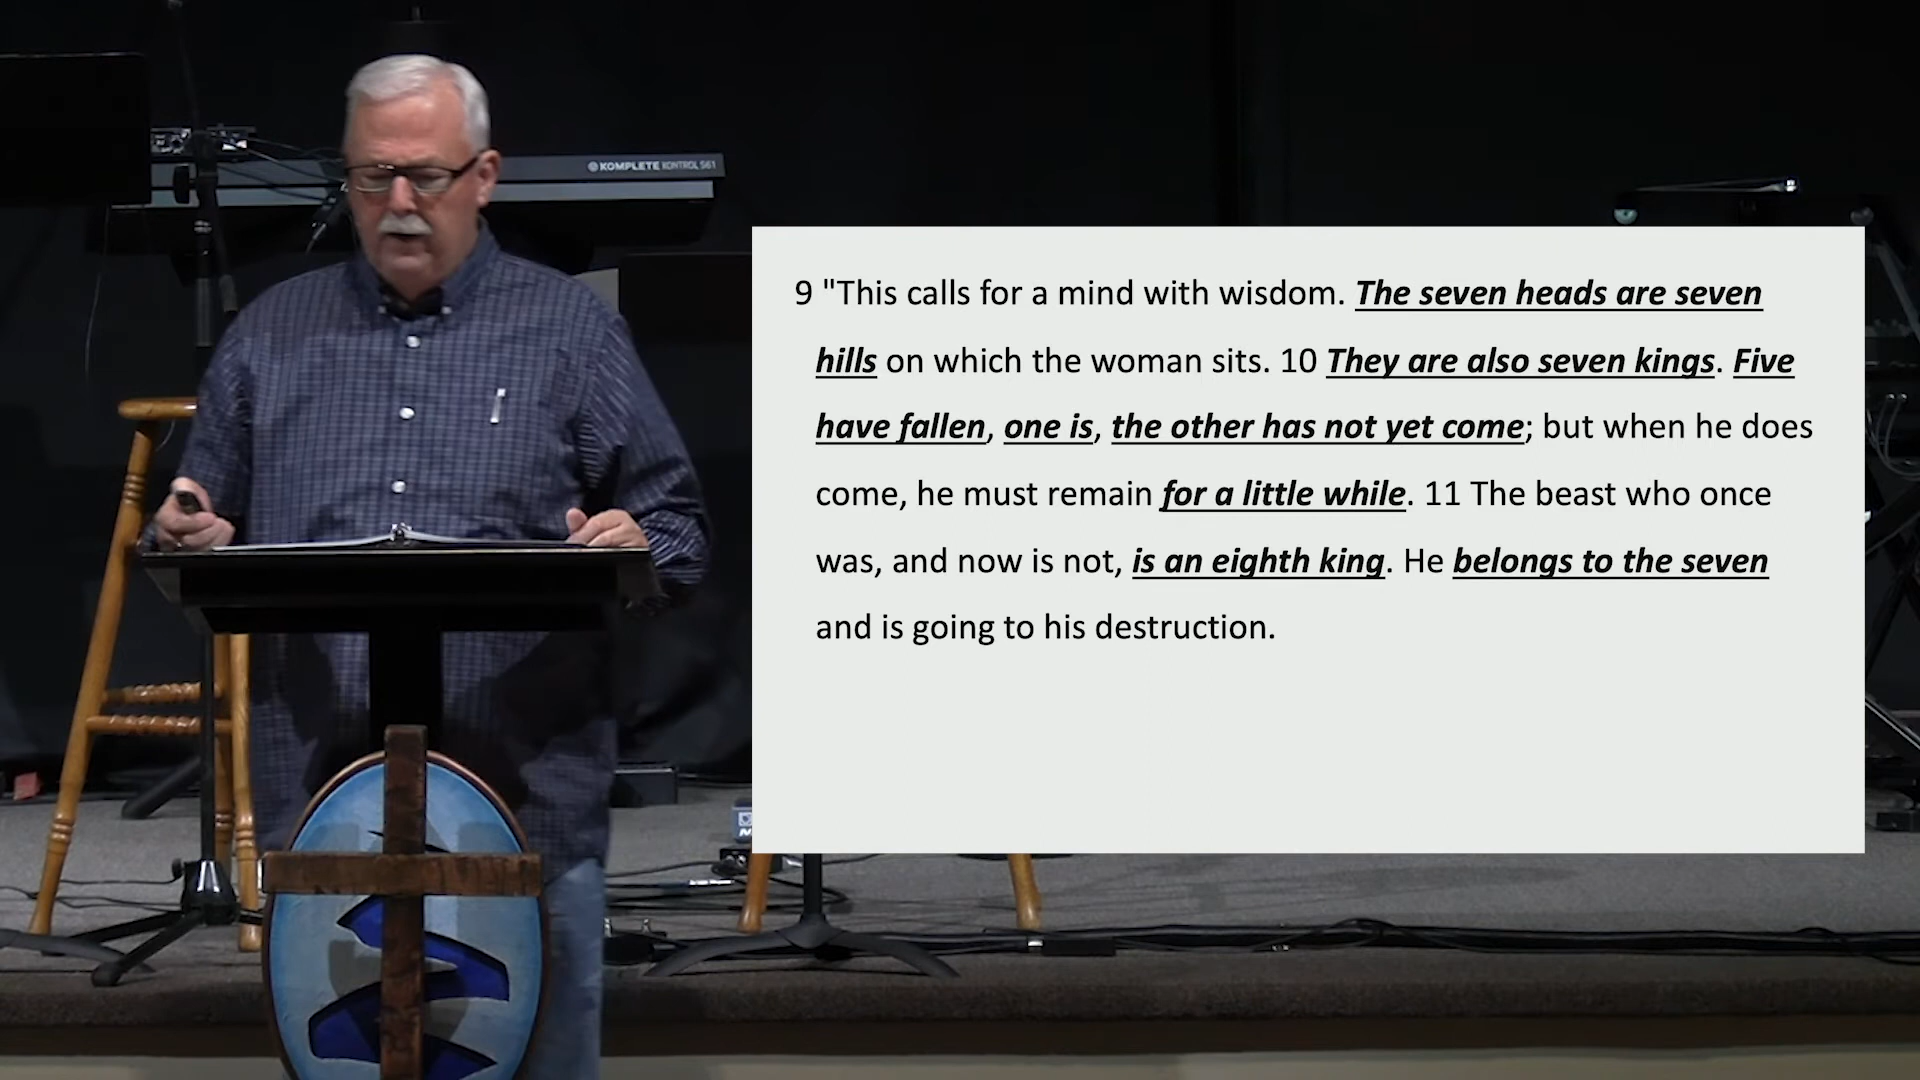 KOMPLETE KONTROL S61
9 "This calls for a mind with wisdom. The seven heads are seven
hills on which the woman sits. 10 They are also seven kings. Five
have fallen, one is, the other has not yet come; but when he does
come, he must remain for a little while. 11 The beast who once
was, and now is not, is an eighth king. He belongs to the seven
and is going to his destruction.